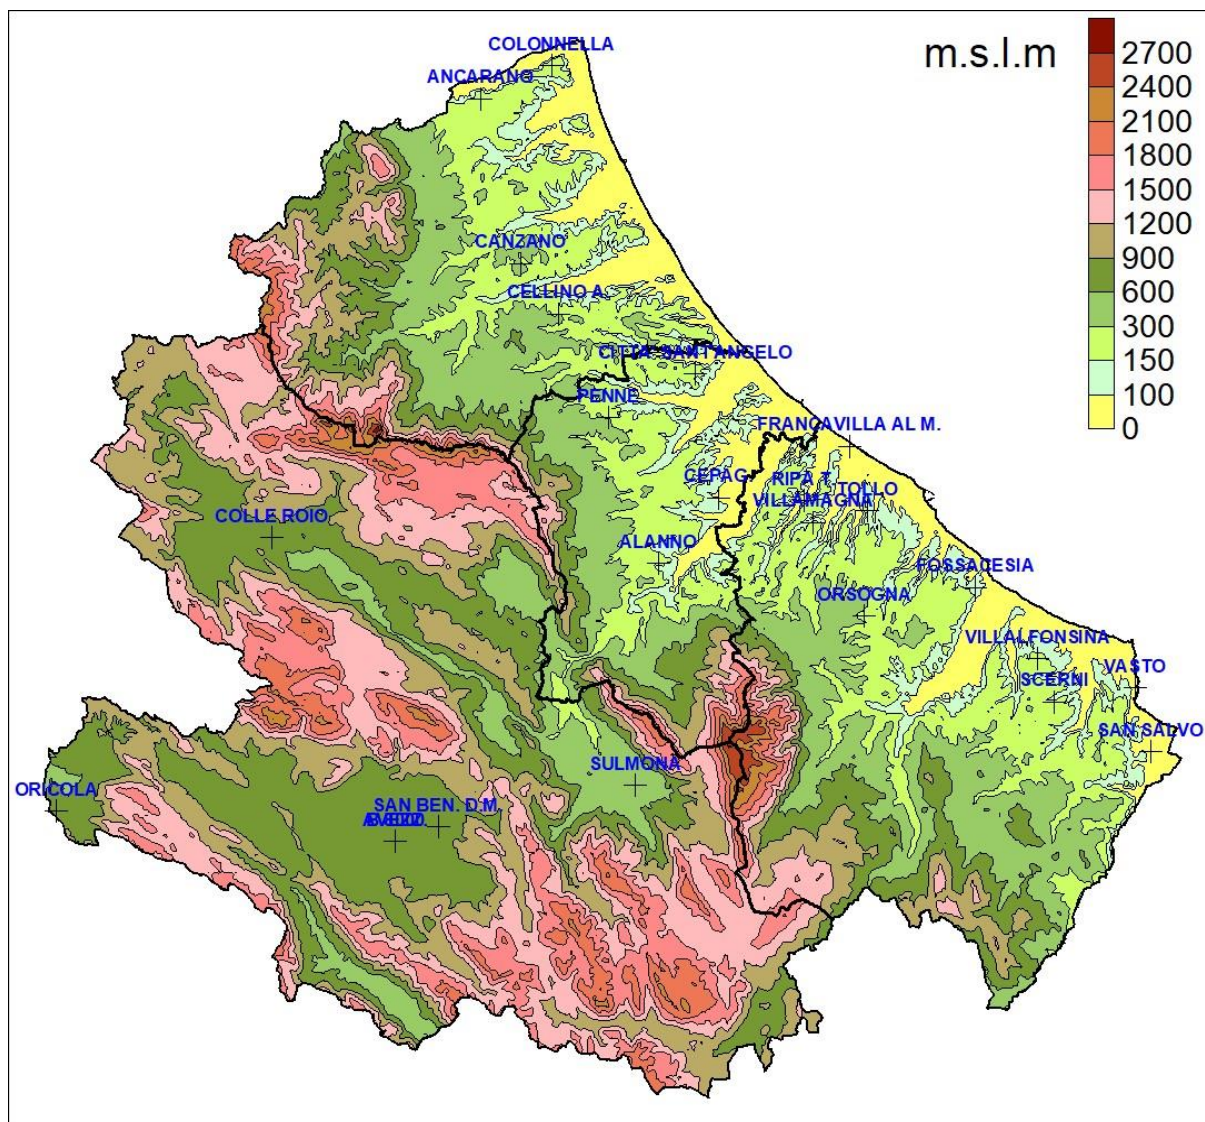 COLONNELLA
m.s.l.m
2700
ANCARANO
2400
2100
1800
1500
1200
CANZANO
900
600
CELLINO A.
300
CITTA' SANT'ANGELO
150
PENNE
100
0
FRANCAVILLA AL M.
CEPAG.
RIPA T.
TOLLO
VILLAMAGNA
COLLE ROIO
ALANNO
FOSSACESIA
ORSOGNA
VILLALFONSINA
VASTO
SCERNI
SAN SALVO
SULMONA
ORICOLA
SAN BEN. D.M.